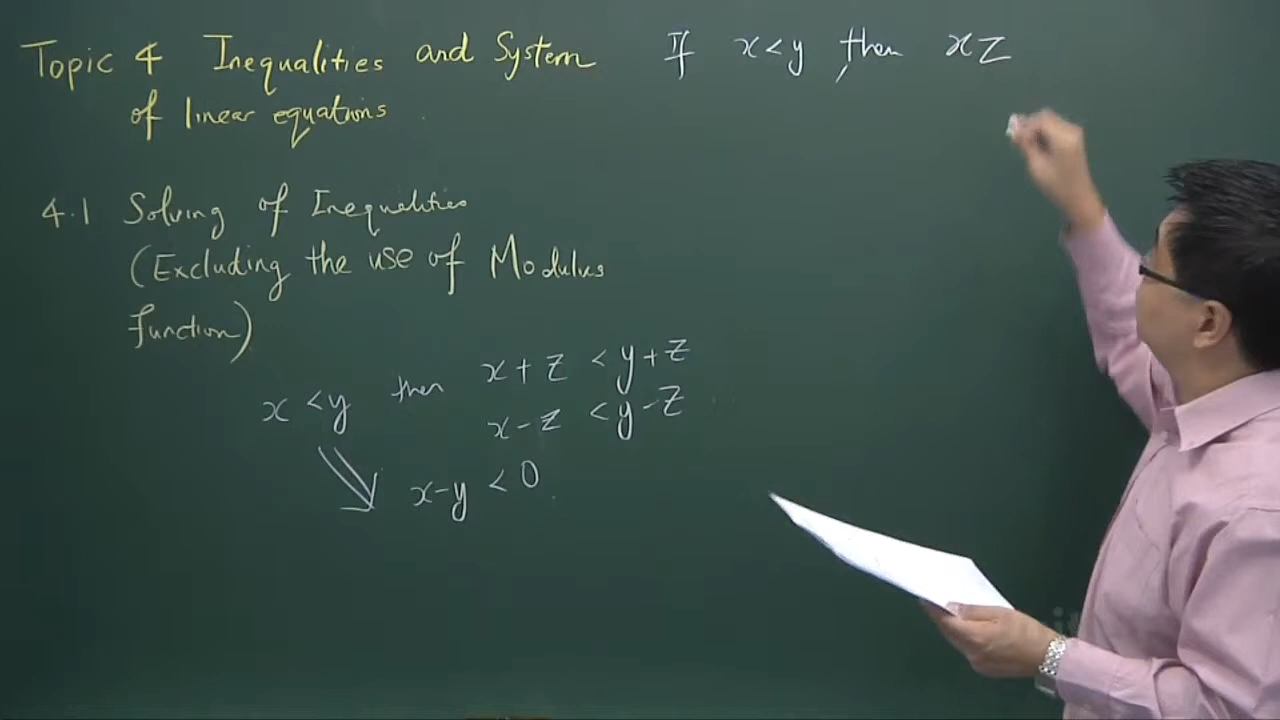 Topic 4 Inequalities and System
of linear equations
4.1 Solving of Inequalities
(Excluding the use of Modulus
function)
x < y then x + z < y + z
x - z < y - z
x - y < 0
If x < y, then xz